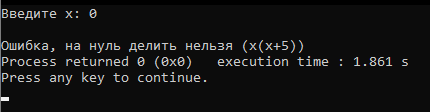 Введите x: 0
Ошибка, на нуль делить нельзя (x(x+5))
Process returned 0 (0x0)   execution time : 1.861 s
Press any key to continue.